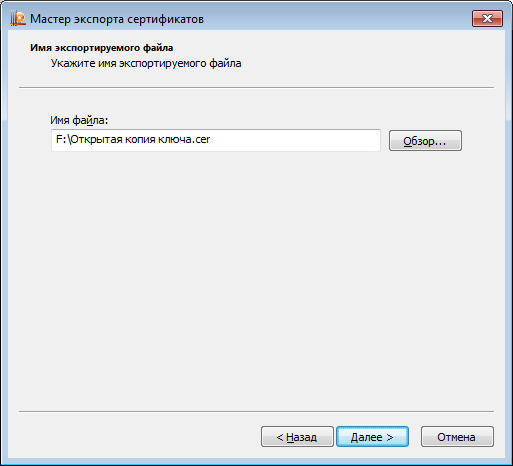 Мастер экспорта сертификатов
Имя экспортируемого файла
Укажите имя экспортируемого файла
Имя файла:
F:\Открытая копия ключа.cer
Обзор...
< Назад
Далее >
Отмена